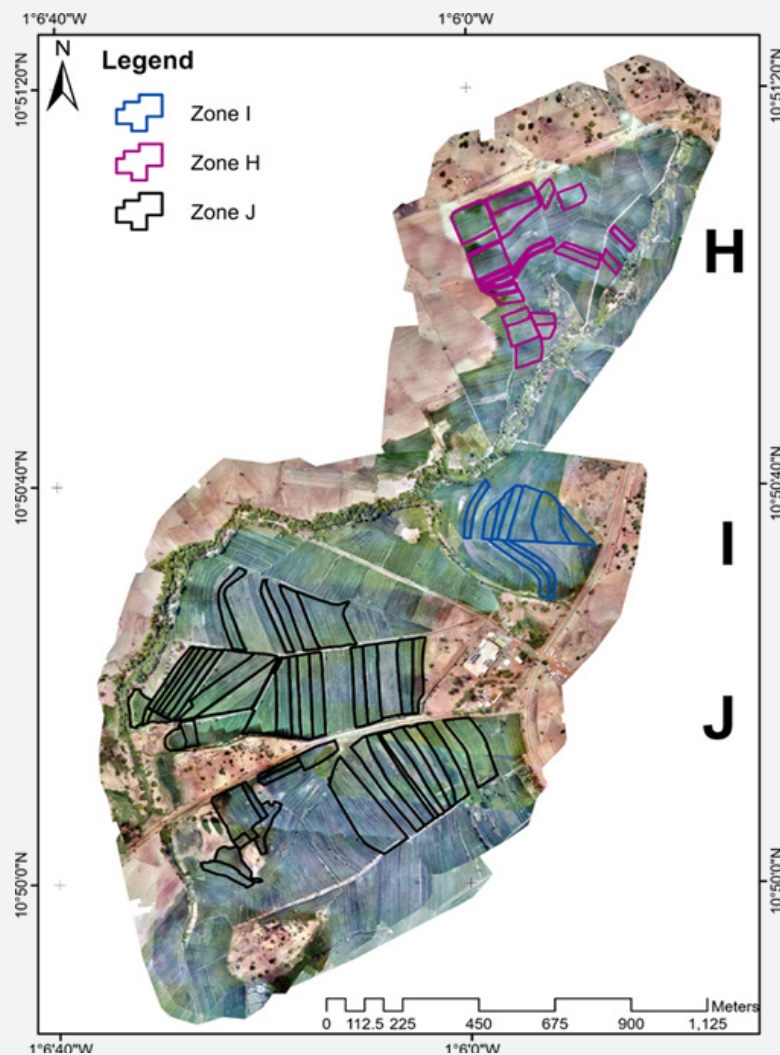 1°6'40"W 1°6'0"W
N
Legend
Zone I
Zone H
Zone J
10°51'20"N 10°51'20"N
H
10°50'40"N 10°50'40"N
I
J
10°50'0"N 10°50'0"N
Meters
0 112.5 225 450 675 900 1,125
1°6'40"W 1°6'0"W